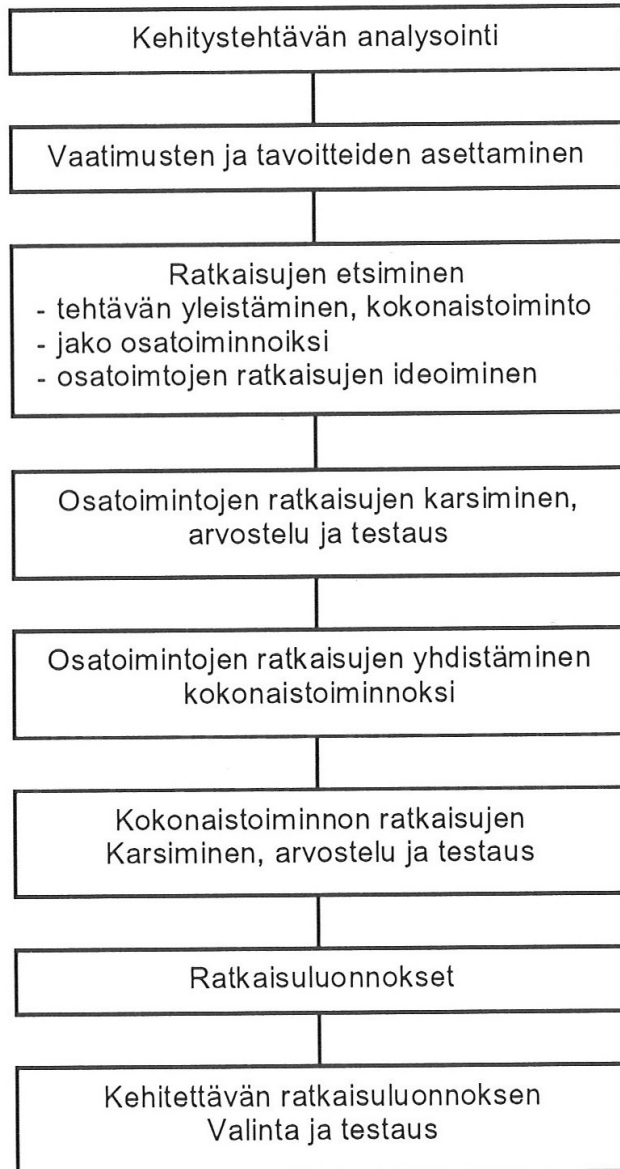 Kehitystehtävän analysointi
Vaatimusten ja tavoitteiden asettaminen
Ratkaisujen etsiminen
- tehtävän yleistäminen, kokonaistoiminto
- jako osatoiminnoiksi
- osatoimtojen ratkaisujen ideoiminen
Osatoimintojen ratkaisujen karsiminen,
arvostelu ja testaus
Osatoimintojen ratkaisujen yhdistäminen
kokonaistoiminnoksi
Kokonaistoiminnon ratkaisujen
Karsiminen, arvostelu ja testaus
Ratkaisuluonnokset
Kehitettävän ratkaisuluonnoksen
Valinta ja testaus